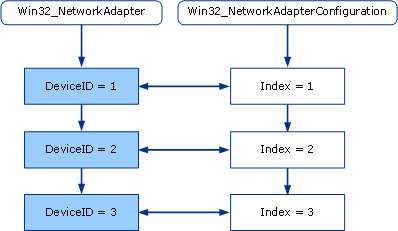 Win32_NetworkAdapter
Win32_NetworkAdapterConfiguration
DeviceID = 1
Index = 1
DeviceID = 2
Index = 2
DeviceID = 3
Index = 3